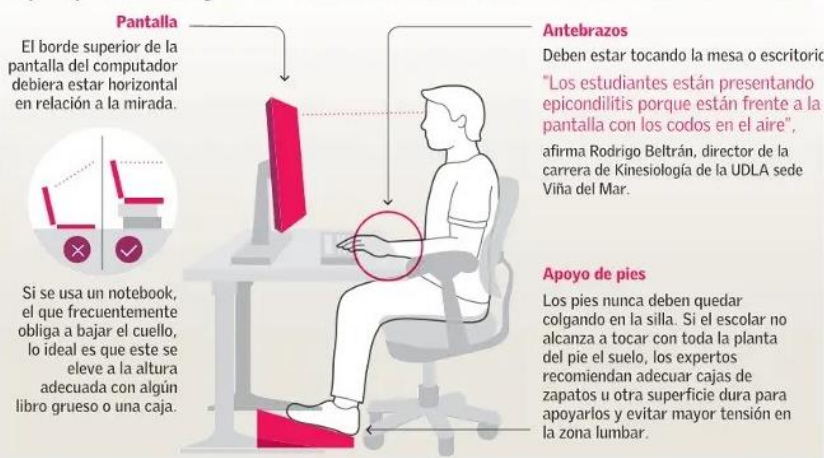 Pantalla
El borde superior de la
pantalla del computador
debiera estar horizontal
en relación a la mirada.
Si se usa un notebook,
el que frecuentemente
obliga a bajar el cuello,
lo ideal es que este se
eleve a la altura
adecuada con algún
libro grueso o una caja.
Antebrazos
Deben estar tocando la mesa o escritorio
"Los estudiantes están presentando
epicondilitis porque están frente a la
pantalla con los codos en el aire",
afirma Rodrigo Beltrán, director de la
carrera de Kinesiología de la UDLA sede
Viña del Mar.
Apoyo de pies
Los pies nunca deben quedar
colgando en la silla. Si el escolar no
alcanza a tocar con toda la planta
del pie el suelo, los expertos
recomiendan adecuar cajas de
zapatos u otra superficie dura para
apoyarlos y evitar mayor tensión en
la zona lumbar.